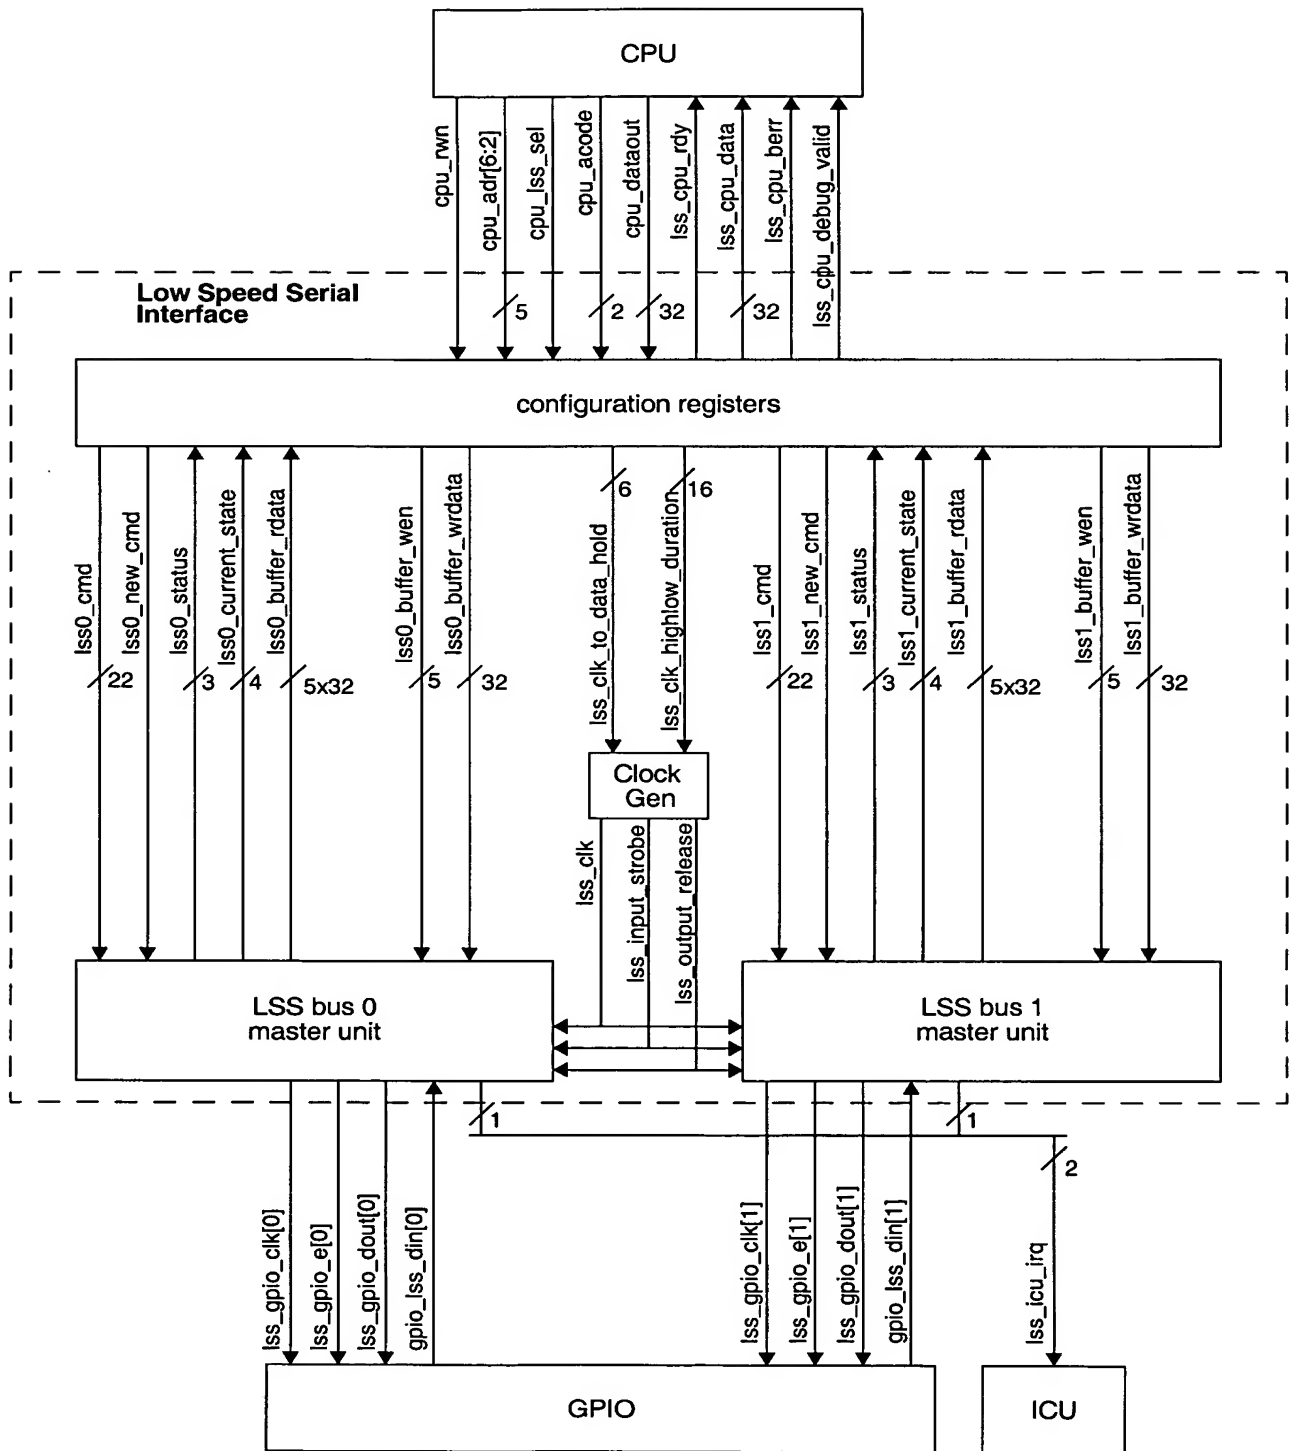 CPU
cpu_rwn
cpu_adr[6:2]
cpu_lss_sel
cpu_acode
cpu_dataout
lss_cpu_rdy
lss_cpu_data
lss_cpu_berr
lss_cpu_debug_valid
Low Speed Serial
Interface
5
2
32
32
configuration registers
lss0_cmd
lss0_new_cmd
lss0_status
lss0_current_state
lss0_buffer_rdata
lss0_buffer_wen
lss0_buffer_wrdata
lss_clk_to_data_hold
lss_clk_highlow_duration
lss1_cmd
lss1_new_cmd
lss1_status
lss1_current_state
lss1_buffer_rdata
lss1_buffer_wen
lss1_buffer_wrdata
6
16
22
3
4
5x32
5
32
22
3
4
5x32
5
32
Clock
Gen
lss_clk
lss_input_strobe
lss_output_release
LSS bus 0
master unit
LSS bus 1
master unit
1
1
2
lss_gpio_clk[0]
lss_gpio_e[0]
lss_gpio_dout[0]
gpio_lss_din[0]
lss_gpio_clk[1]
lss_gpio_e[1]
lss_gpio_dout[1]
gpio_lss_din[1]
lss_icu_irq
GPIO
ICU